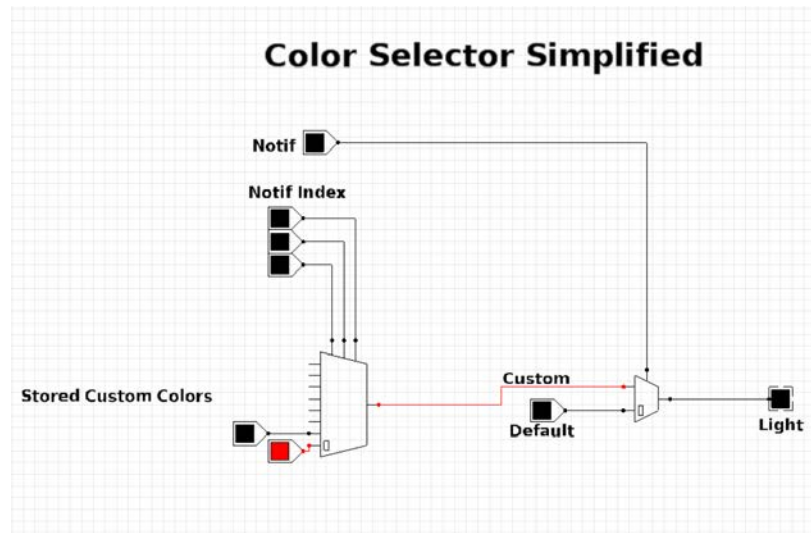 Color Selector Simplified
Notif
Notif Index
Stored Custom Colors
Custom
Default
Light